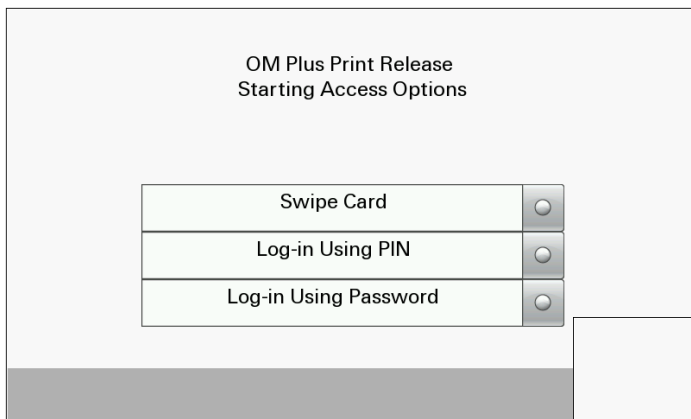 OM Plus Print Release
Starting Access Options
Swipe Card
Log-in Using PIN
Log-in Using Password